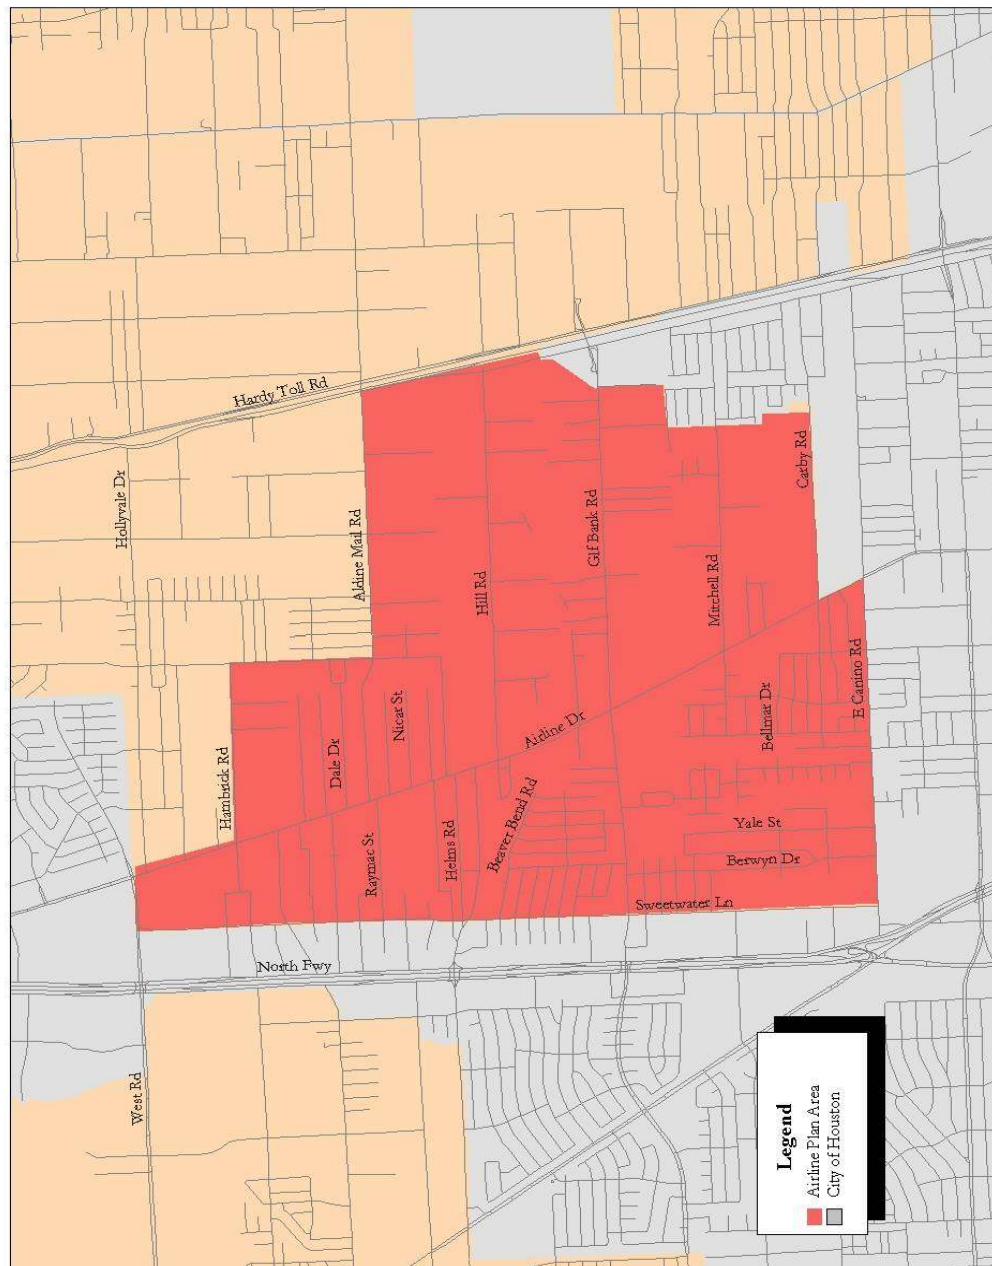 Hardy Toll Rd
Hollyvale Dr
Aldine Mail Rd
Hill Rd
Glf Bank Rd
Carby Rd
Mitchell Rd
Hambrick Rd
Dale Dr
Nicar St
Airline Dr
Bellmar Dr
E Canino Rd
Raymac St
Helms Rd
Beaver Bend Rd
Yale St
Berwyn Dr
Sweetwater Ln
North Fwy
West Rd
Legend
Airline Plan Area
City of Houston